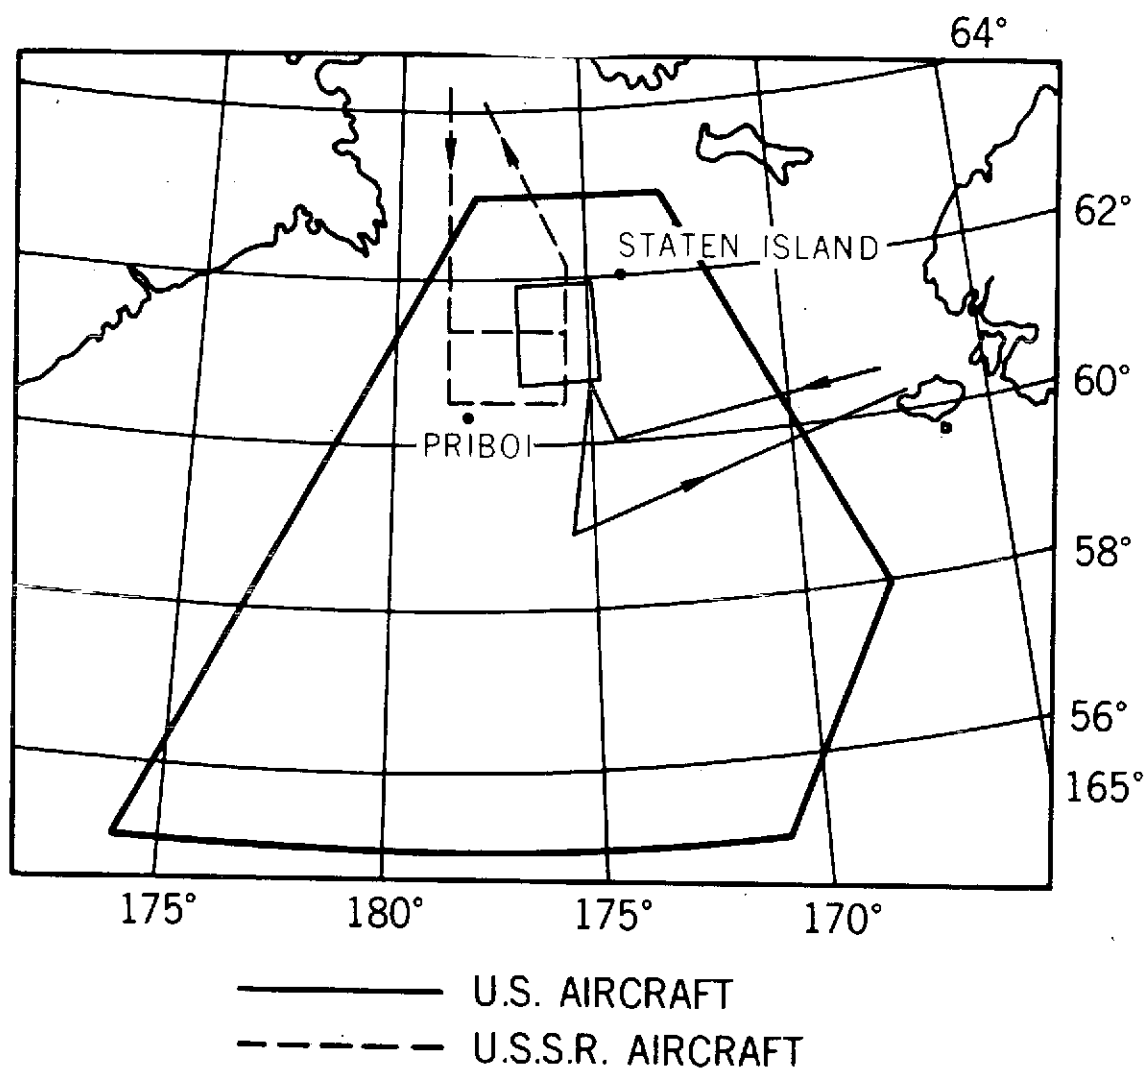 64°
62°
STATEN ISLAND
60°
PRIBOI
58°
56°
165°
175° 180° 175° 170°
U.S. AIRCRAFT
U.S.S.R. AIRCRAFT